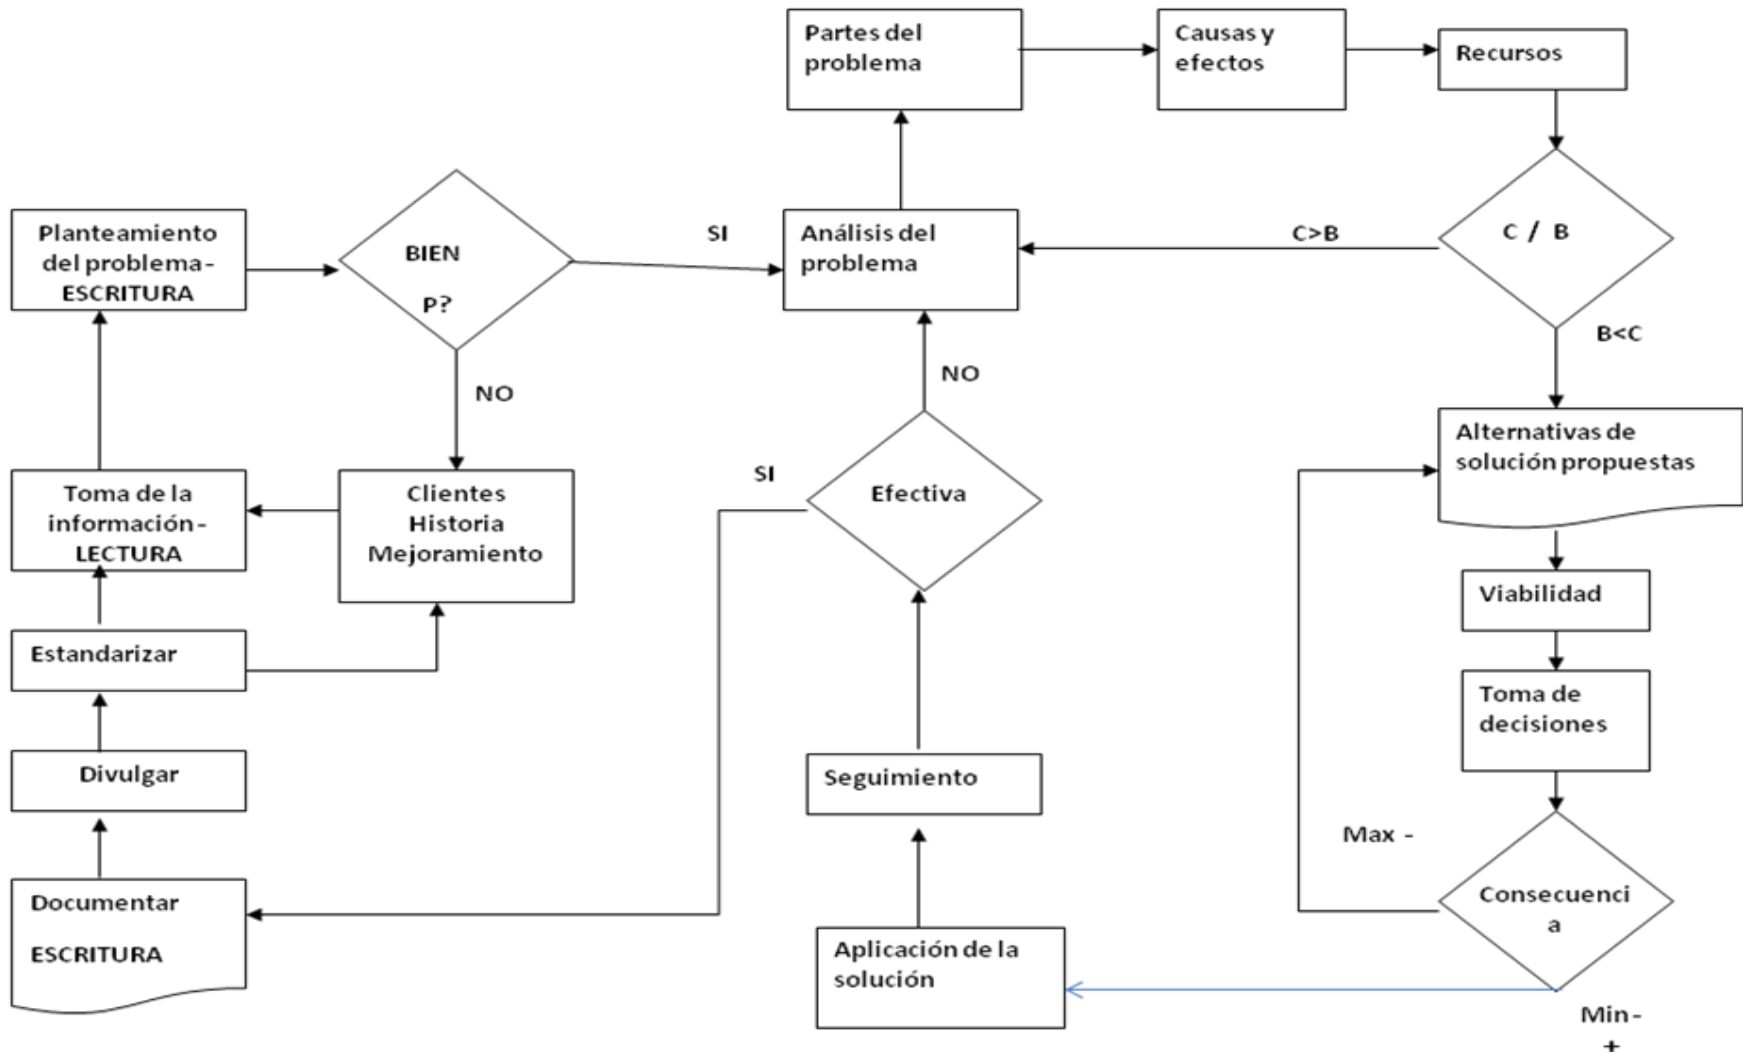 Partes del
problema
Causas y
efectos
Recursos
Planteamiento
del problema-
ESCRITURA
BIEN
P?
SI
Análisis del
problema
C>B
C / B
B<C
NO
NO
Toma de la
información-
LECTURA
Clientes
Historia
Mejoramiento
SI
Efectiva
Alternativas de
solución propuestas
Viabilidad
Estandarizar
Toma de
decisiones
Divulgar
Seguimiento
Max -
Documentar
ESCRITURA
Aplicación de la
solución
Consecuenci
a
Min-
+